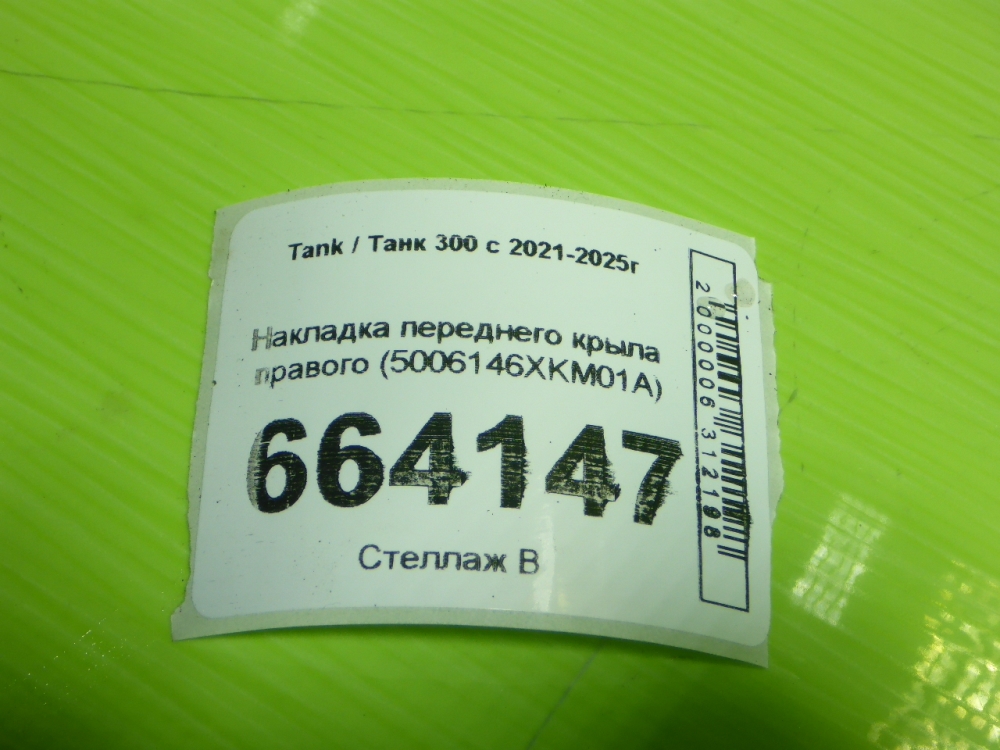 Tank / Танк 300 с 2021-2025г
Накладка переднего крыла
правого (5006146XKM01A)
664147
Стеллаж В
2000006312198